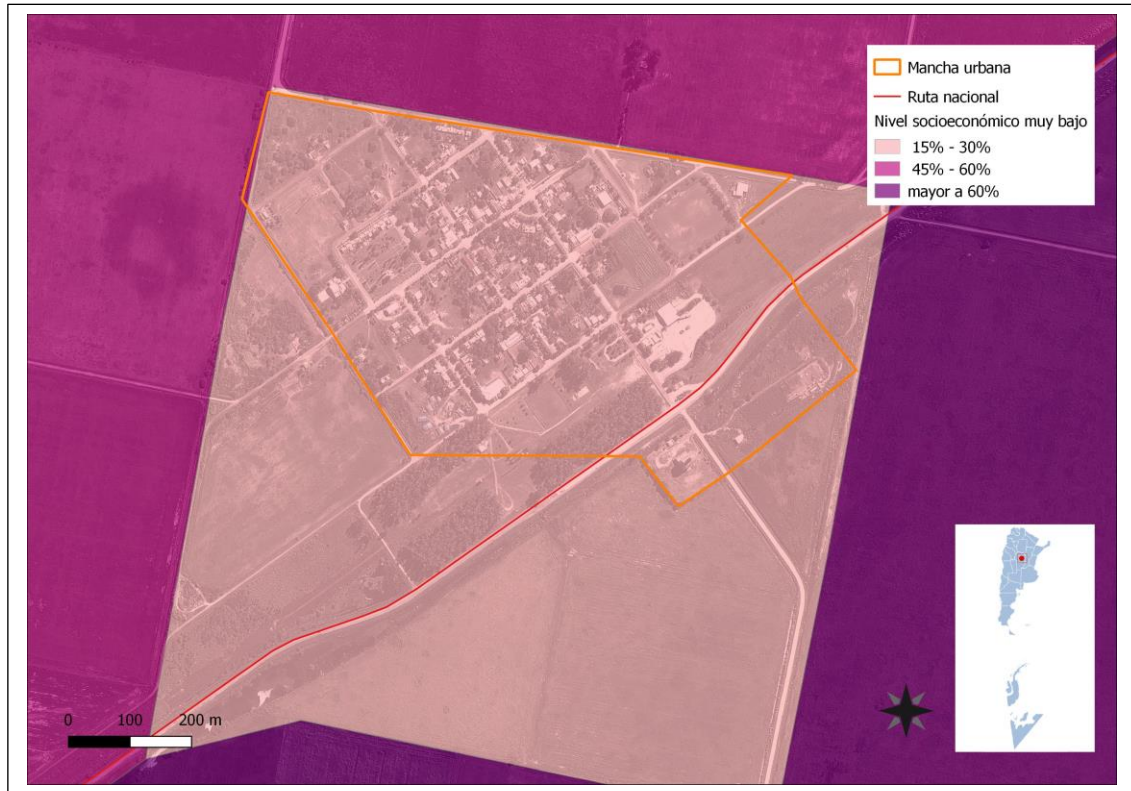 Mancha urbana
Ruta nacional
Nivel socioeconómico muy bajo
15% - 30%
45% - 60%
mayor a 60%
0 100 200 m